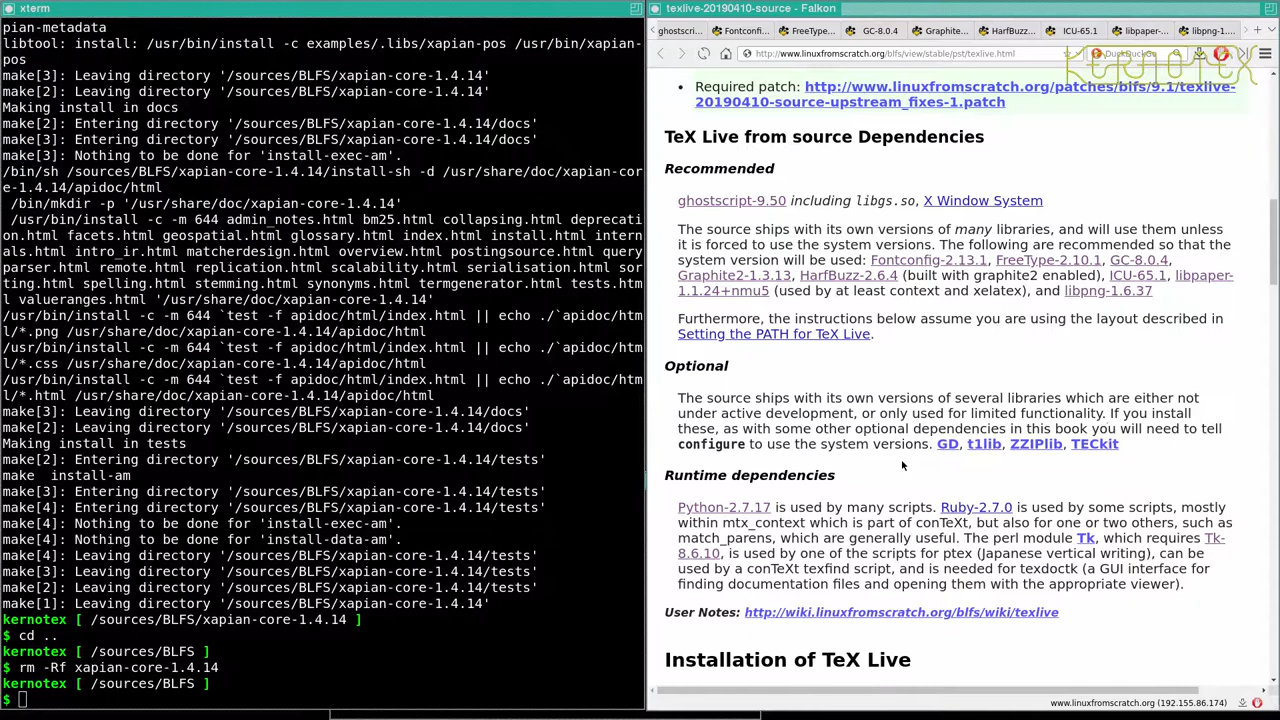 xterm
pian-metadata
libtool: install: /usr/bin/install -c examples/.libs/xapian-pos /usr/bin/xapian-
pos
make[3]: Leaving directory '/sources/BLFS/xapian-core-1.4.14'
make[2]: Leaving directory '/sources/BLFS/xapian-core-1.4.14'
Making install in docs
make[2]: Entering directory '/sources/BLFS/xapian-core-1.4.14/docs'
make[3]: Entering directory '/sources/BLFS/xapian-core-1.4.14/docs'
make[3]: Nothing to be done for 'install-exec-am'.
/bin/sh /sources/BLFS/xapian-core-1.4.14/install-sh -d /usr/share/doc/xapian-cor
e-1.4.14/apidoc/html
/bin/mkdir -p '/usr/share/doc/xapian-core-1.4.14'
/usr/bin/install -c -m 644 admin_notes.html bm25.html collapsing.html deprecati
on.html facets.html geospatial.html glossary.html index.html install.html intern
als.html intro_ir.html matcherdesign.html overview.html postingsource.html query
parser.html remote.html replication.html scalability.html serialisation.html sor
ting.html spelling.html stemming.html synonyms.html termgenerator.html tests.htm
l valueranges.html '/usr/share/doc/xapian-core-1.4.14'
/usr/bin/install -c -m 644 `test -f apidoc/html/index.html || echo ./`apidoc/htm
l/*.png /usr/share/doc/xapian-core-1.4.14/apidoc/html
/usr/bin/install -c -m 644 `test -f apidoc/html/index.html || echo ./`apidoc/htm
l/*.css /usr/share/doc/xapian-core-1.4.14/apidoc/html
/usr/bin/install -c -m 644 `test -f apidoc/html/index.html || echo ./`apidoc/htm
l/*.html /usr/share/doc/xapian-core-1.4.14/apidoc/html
make[3]: Leaving directory '/sources/BLFS/xapian-core-1.4.14/docs'
make[2]: Leaving directory '/sources/BLFS/xapian-core-1.4.14/docs'
Making install in tests
make[2]: Entering directory '/sources/BLFS/xapian-core-1.4.14/tests'
make  install-am
make[3]: Entering directory '/sources/BLFS/xapian-core-1.4.14/tests'
make[4]: Entering directory '/sources/BLFS/xapian-core-1.4.14/tests'
make[4]: Nothing to be done for 'install-exec-am'.
make[4]: Nothing to be done for 'install-data-am'.
make[4]: Leaving directory '/sources/BLFS/xapian-core-1.4.14/tests'
make[3]: Leaving directory '/sources/BLFS/xapian-core-1.4.14/tests'
make[2]: Leaving directory '/sources/BLFS/xapian-core-1.4.14/tests'
make[1]: Leaving directory '/sources/BLFS/xapian-core-1.4.14'
kernotex [ /sources/BLFS/xapian-core-1.4.14 ]
$ cd ..
kernotex [ /sources/BLFS ]
$ rm -Rf xapian-core-1.4.14
kernotex [ /sources/BLFS ]
$
texlive-20190410-source - Falkon
ghostscri... Fontconfi... FreeType... GC-8.0.4 Graphite... HarfBuzz... ICU-65.1 libpaper-... libpng-1....
http://www.linuxfromscratch.org/blfs/view/stable/pst/texlive.html DuckDuckGo
KERNOTEX
• Required patch: http://www.linuxfromscratch.org/patches/blfs/9.1/texlive-
20190410-source-upstream_fixes-1.patch
TeX Live from source Dependencies
Recommended
ghostscript-9.50 including libgs.so, X Window System
The source ships with its own versions of many libraries, and will use them unless
it is forced to use the system versions. The following are recommended so that the
system version will be used: Fontconfig-2.13.1, FreeType-2.10.1, GC-8.0.4,
Graphite2-1.3.13, HarfBuzz-2.6.4 (built with graphite2 enabled), ICU-65.1, libpaper-
1.1.24+nmu5 (used by at least context and xelatex), and libpng-1.6.37
Furthermore, the instructions below assume you are using the layout described in
Setting the PATH for TeX Live.
Optional
The source ships with its own versions of several libraries which are either not
under active development, or only used for limited functionality. If you install
these, as with some other optional dependencies in this book you will need to tell
configure to use the system versions. GD, t1lib, ZZIPlib, TECkit
Runtime dependencies
Python-2.7.17 is used by many scripts. Ruby-2.7.0 is used by some scripts, mostly
within mtx_context which is part of conTeXt, but also for one or two others, such as
match_parens, which are generally useful. The perl module Tk, which requires Tk-
8.6.10, is used by one of the scripts for ptex (Japanese vertical writing), can be
used by a conTeXt texfind script, and is needed for texdoctk (a GUI interface for
finding documentation files and opening them with the appropriate viewer).
User Notes: http://wiki.linuxfromscratch.org/blfs/wiki/texlive
Installation of TeX Live
www.linuxfromscratch.org (192.155.86.174)